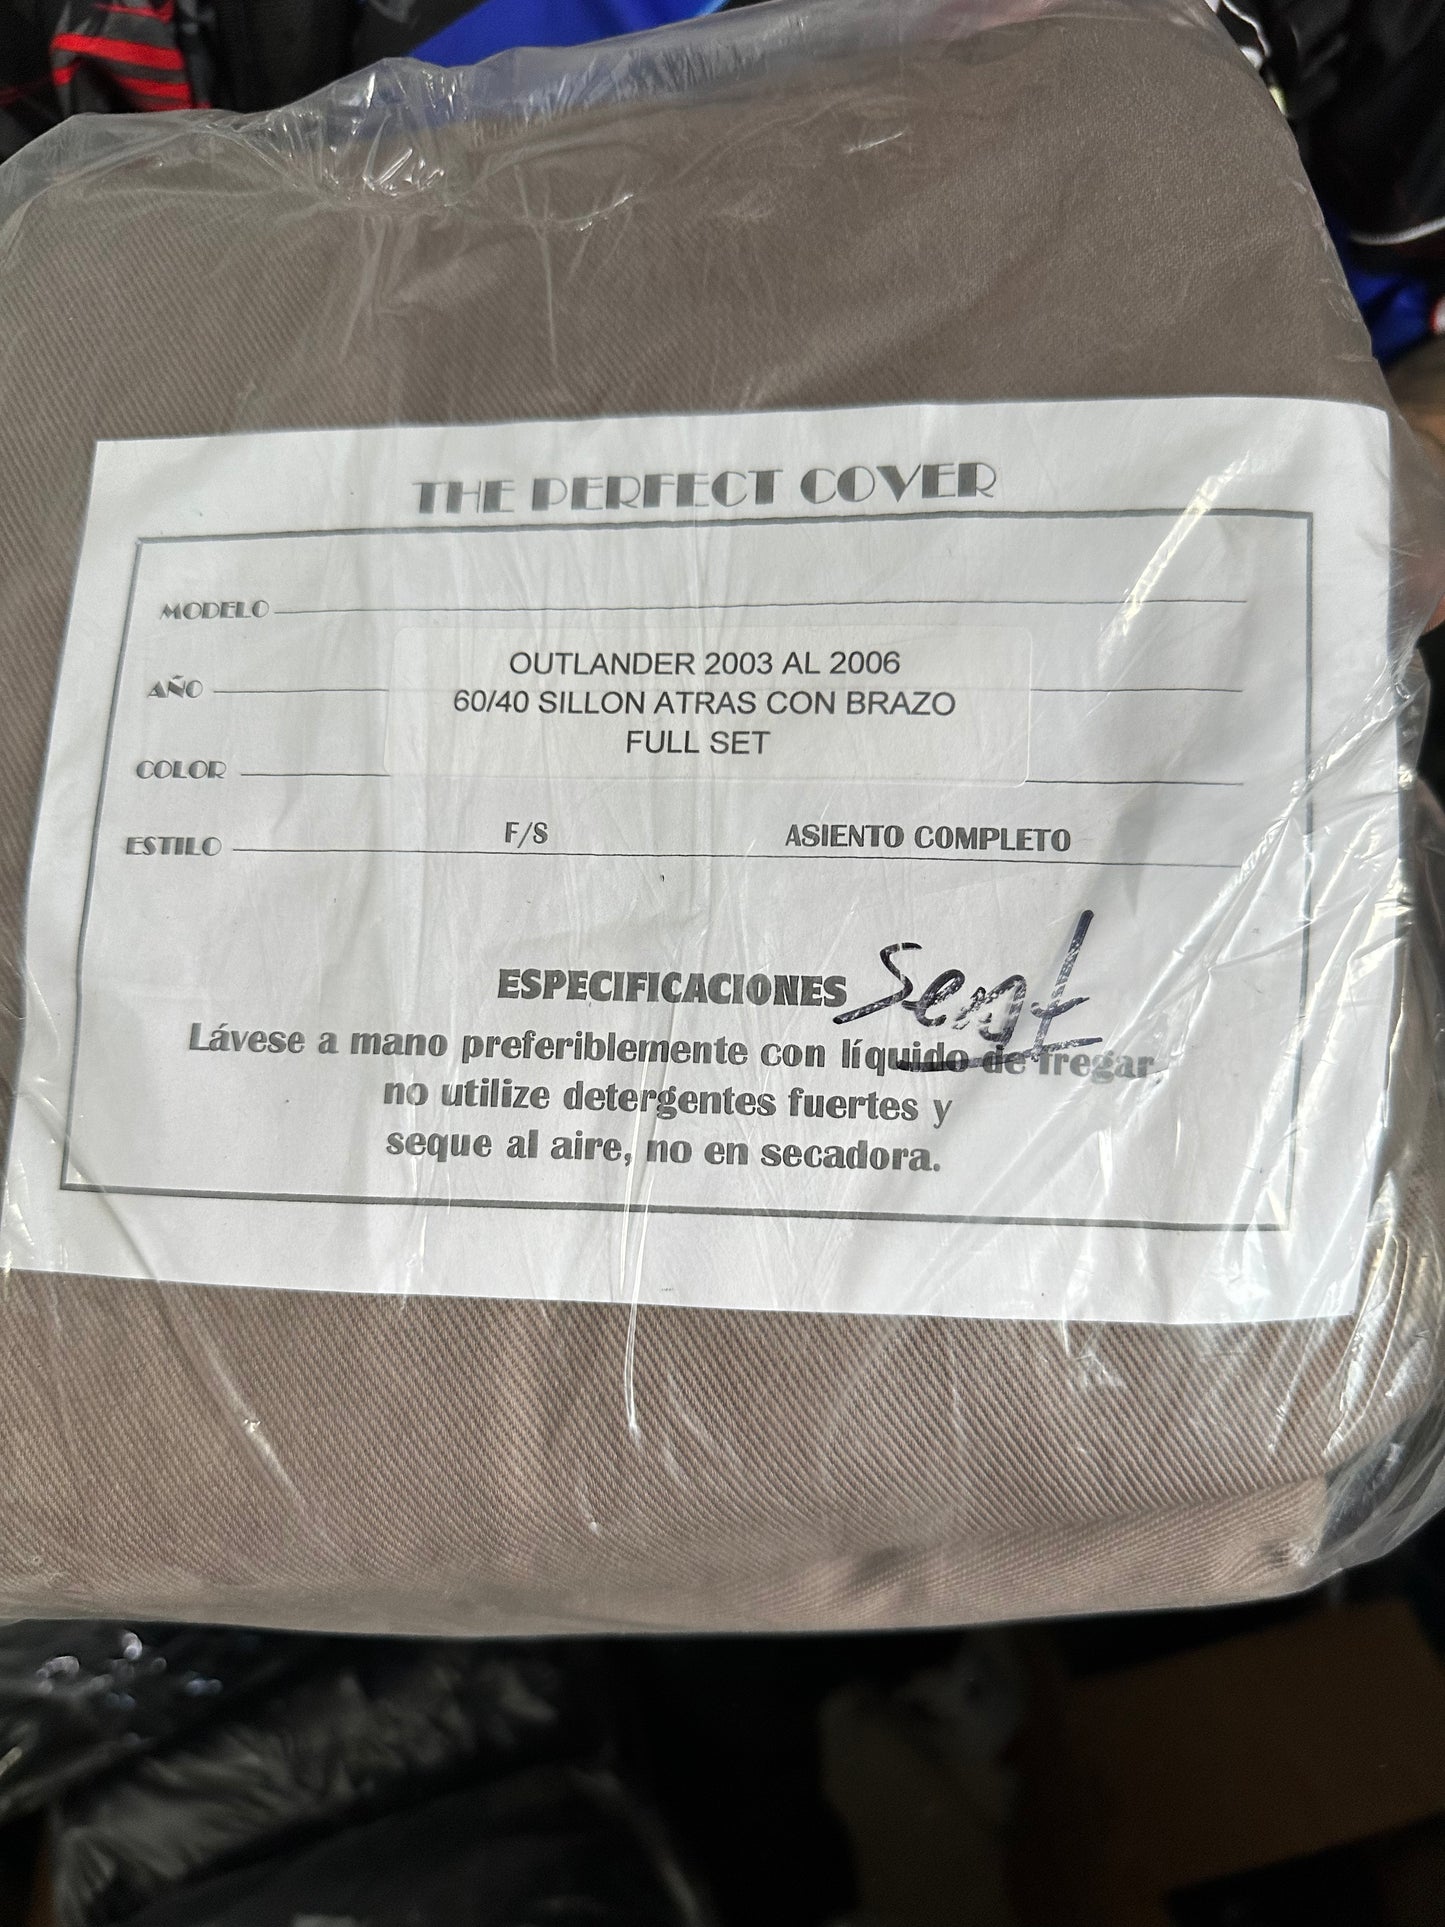 THE PERFECT COVER
MODELO
OUTLANDER 2003 AL 2006
AÑO
60/40 SILLON ATRAS CON BRAZO
FULL SET
COLOR
ESTILO F/S ASIENTO COMPLETO
ESPECIFICACIONES
Lávese a mano preferiblemente con líquido de fregar,
no utilize detergentes fuertes y
seque al aire, no en secadora.